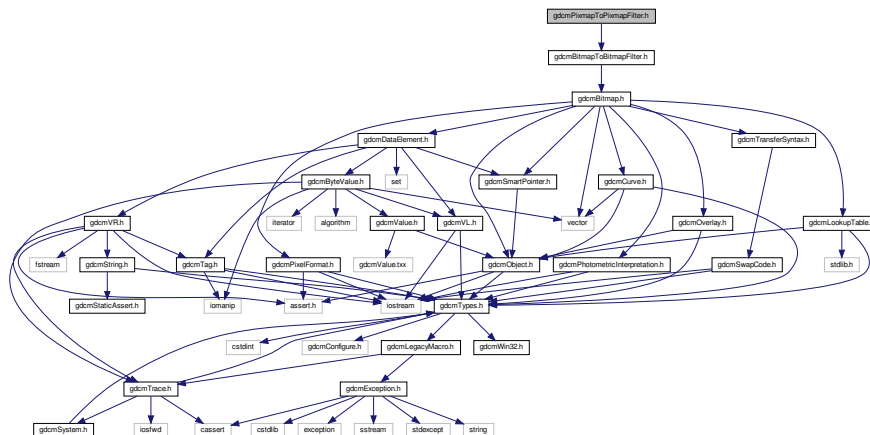 gdcmPixmapToPixmapFilter.h
gdcmBitmapToBitmapFilter.h
gdcmBitmap.h
gdcmDataElement.h
gdcmTransferSyntax.h
gdcmByteValue.h
set
gdcmSmartPointer.h
gdcmCurve.h
gdcmVR.h
iterator
algorithm
gdcmValue.h
gdcmVL.h
vector
gdcmOverlay.h
gdcmLookupTable.h
fstream
gdcmString.h
gdcmTag.h
gdcmPixelFormat.h
gdcmValue.txx
gdcmObject.h
gdcmPhotometricInterpretation.h
gdcmSwapCode.h
stdlib.h
gdcmStaticAssert.h
iomanip
assert.h
iostream
gdcmTypes.h
cstdint
gdcmConfigure.h
gdcmLegacyMacro.h
gdcmWin32.h
gdcmTrace.h
gdcmException.h
gdcmSystem.h
iosfwd
cassert
cstdlib
exception
sstream
stdexcept
string